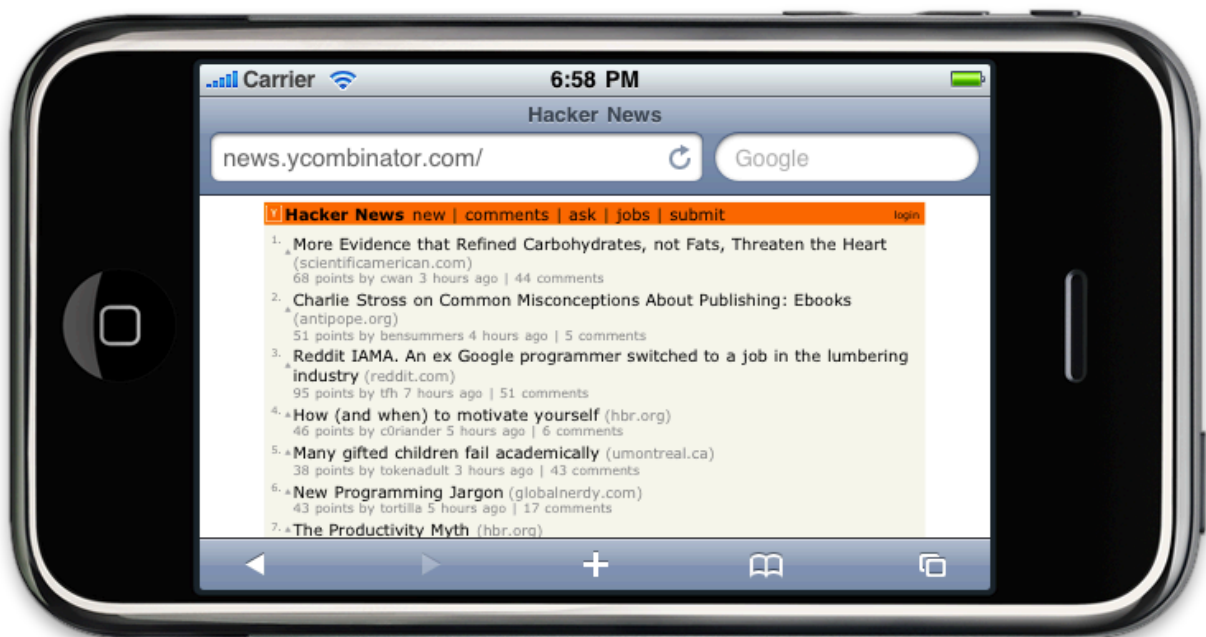 Carrier 6:58 PM
Hacker News
news.ycombinator.com/ Google
Y Hacker News new | comments | ask | jobs | submit login
1. More Evidence that Refined Carbohydrates, not Fats, Threaten the Heart
(scientificamerican.com)
68 points by cwan 3 hours ago | 44 comments
2. Charlie Stross on Common Misconceptions About Publishing: Ebooks
(antipope.org)
51 points by bensummers 4 hours ago | 5 comments
3. Reddit IAMA. An ex Google programmer switched to a job in the lumbering
industry (reddit.com)
95 points by tfh 7 hours ago | 51 comments
4. How (and when) to motivate yourself (hbr.org)
46 points by c0riander 5 hours ago | 6 comments
5. Many gifted children fail academically (umontreal.ca)
38 points by tokenadult 3 hours ago | 43 comments
6. New Programming Jargon (globalnerdy.com)
43 points by tortilla 5 hours ago | 17 comments
7. The Productivity Myth (hbr.org)